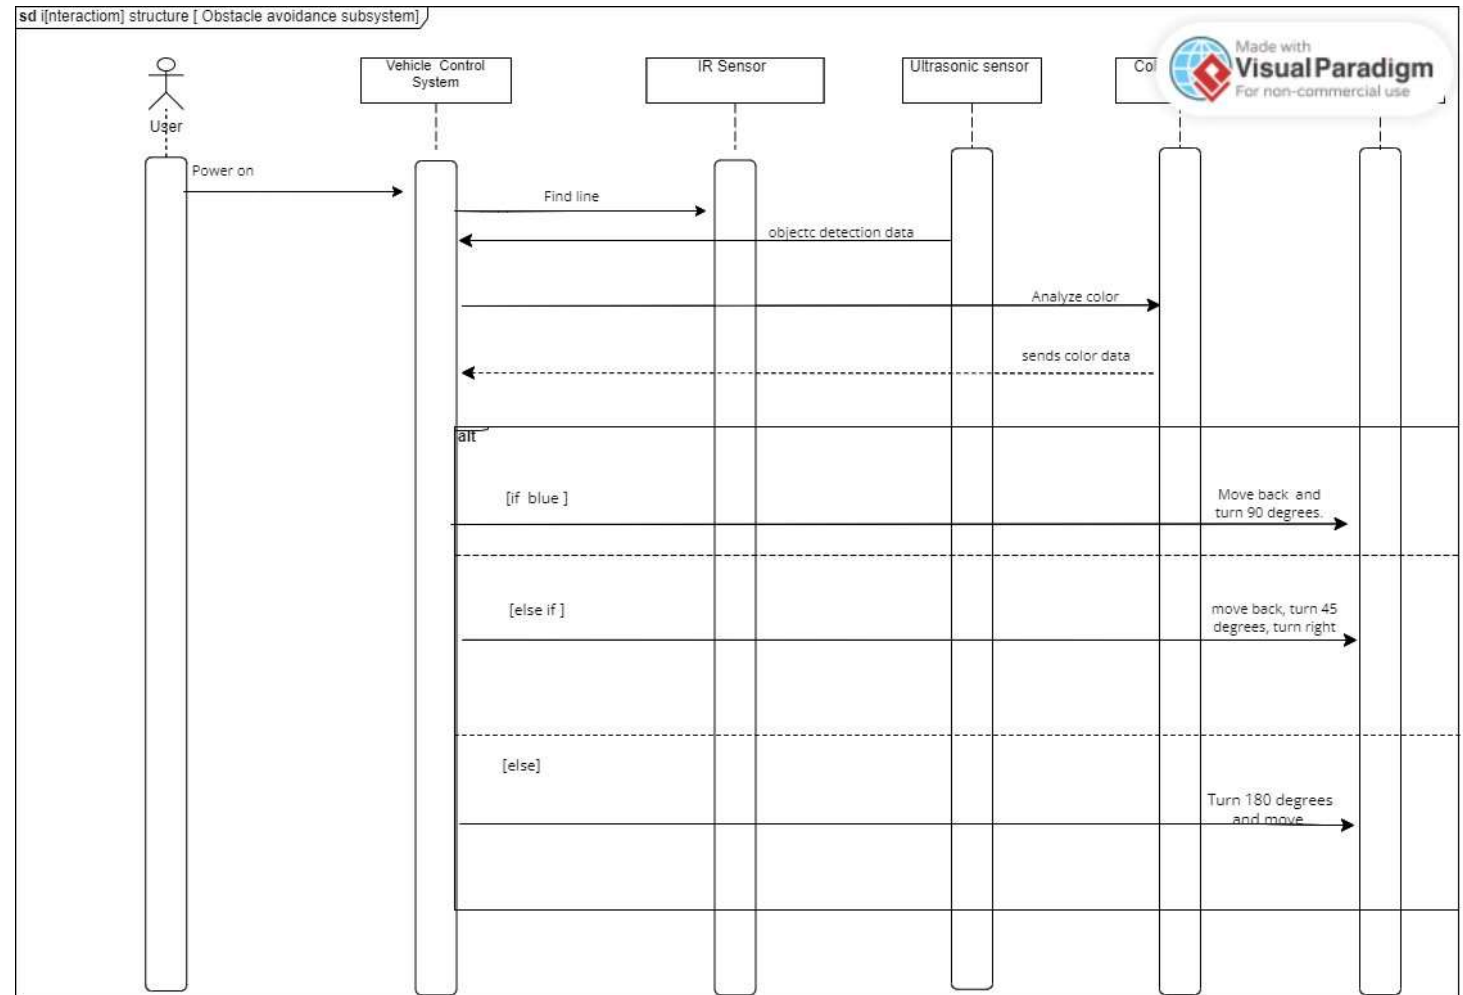 sd i[nteractiom] structure [ Obstacle avoidance subsystem]
Made with
Visual Paradigm
For non-commercial use
Vehicle Control
System
IR Sensor
Ultrasonic sensor
Col
User
Power on
Find line
objectc detection data
Analyze color
sends color data
alt
[if blue ]
Move back and
turn 90 degrees.
[else if ]
move back, turn 45
degrees, turn right
[else]
Turn 180 degrees
and move